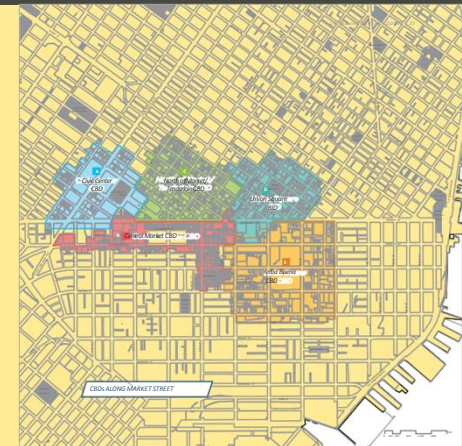 Civic Center
CBD
North of Market/
Tenderloin CBD
Union Square
BID
Central Market CBD
Yerba Buena
CBD
CBDs ALONG MARKET STREET